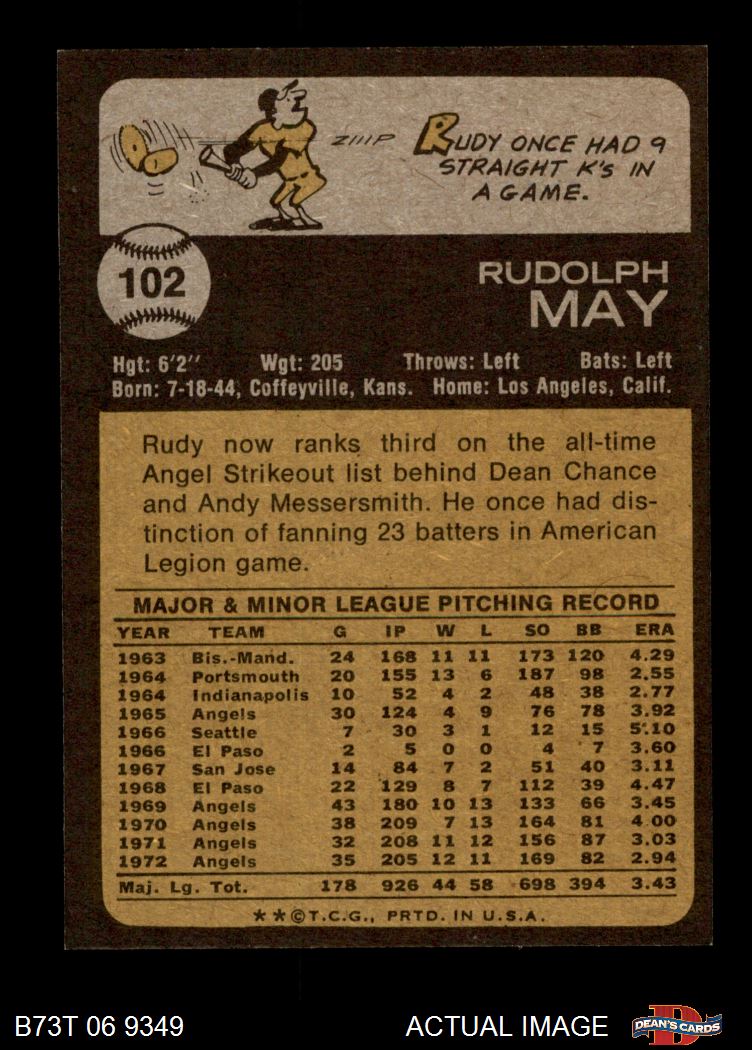 ZIIIP
RUDY ONCE HAD 9
STRAIGHT K's IN
A GAME.
102
RUDOLPH
MAY
Hgt: 6'2'' Wgt: 205 Throws: Left Bats: Left
Born: 7-18-44, Coffeyville, Kans. Home: Los Angeles, Calif.
Rudy now ranks third on the all-time
Angel Strikeout list behind Dean Chance
and Andy Messersmith. He once had dis-
tinction of fanning 23 batters in American
Legion game.
MAJOR & MINOR LEAGUE PITCHING RECORD
YEAR TEAM G IP W L SO BB ERA
1963 Bis.-Mand. 24 168 11 11 173 120 4.29
1964 Portsmouth 20 155 13 6 187 98 2.55
1964 Indianapolis 10 52 4 2 48 38 2.77
1965 Angels 30 124 4 9 76 78 3.92
1966 Seattle 7 30 3 1 12 15 5.10
1966 El Paso 2 5 0 0 4 7 3.60
1967 San Jose 14 84 7 2 51 40 3.11
1968 El Paso 22 129 8 7 112 39 4.47
1969 Angels 43 180 10 13 133 66 3.45
1970 Angels 38 209 7 13 164 81 4.00
1971 Angels 32 208 11 12 156 87 3.03
1972 Angels 35 205 12 11 169 82 2.94
Maj. Lg. Tot. 178 926 44 58 698 394 3.43
★★©T.C.G., PRTD. IN U.S.A.
B73T 06 9349 ACTUAL IMAGE
D
DEAN'S CARDS